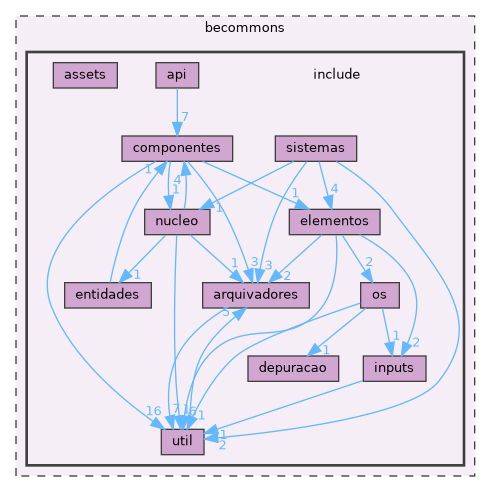 becommons
include
assets
api
7
componentes
sistemas
1
1
4
1
4
nucleo
1
elementos
1
1
3
3
2
2
entidades
arquivadores
os
5
1
1
2
depuracao
inputs
16
7
1
1
2
util